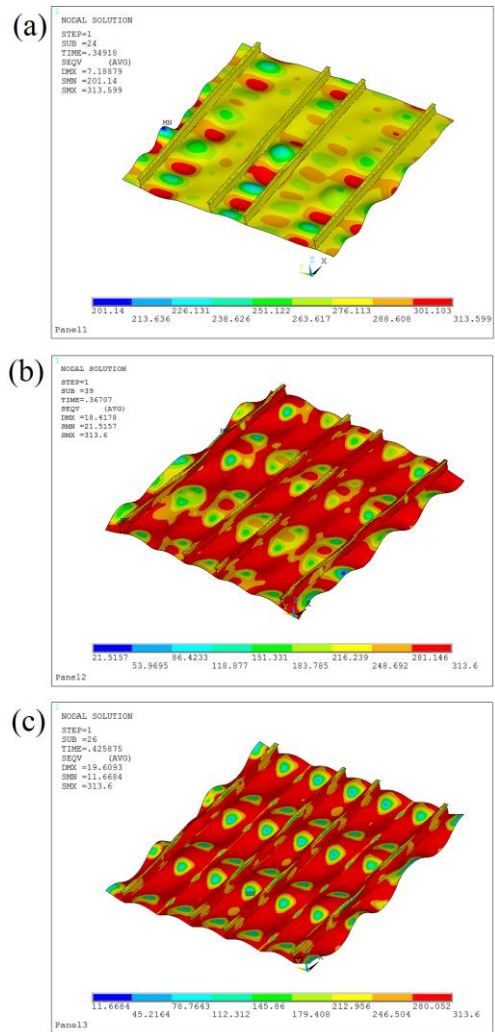 (a)
1
NODAL SOLUTION
STEP=1
SUB =24
TIME=.34918
SEQV (AVG)
DMX =7.18879
SMN =201.14
SMX =313.599
MN
Z
Y
X
201.14 226.131 251.122 276.113 301.103
213.636 238.626 263.617 288.608 313.599
Panel1
(b)
1
NODAL SOLUTION
STEP=1
SUB =39
TIME=.36707
SEQV (AVG)
DMX =18.4178
SMN =21.5157
SMX =313.6
21.5157 86.4233 151.331 216.239 281.146
53.9695 118.877 183.785 248.692 313.6
Panel2
(c)
1
NODAL SOLUTION
STEP=1
SUB =26
TIME=.425875
SEQV (AVG)
DMX =19.6093
SMN =11.6684
SMX =313.6
11.6684 78.7643 145.86 212.956 280.052
45.2164 112.312 179.408 246.504 313.6
Panel3